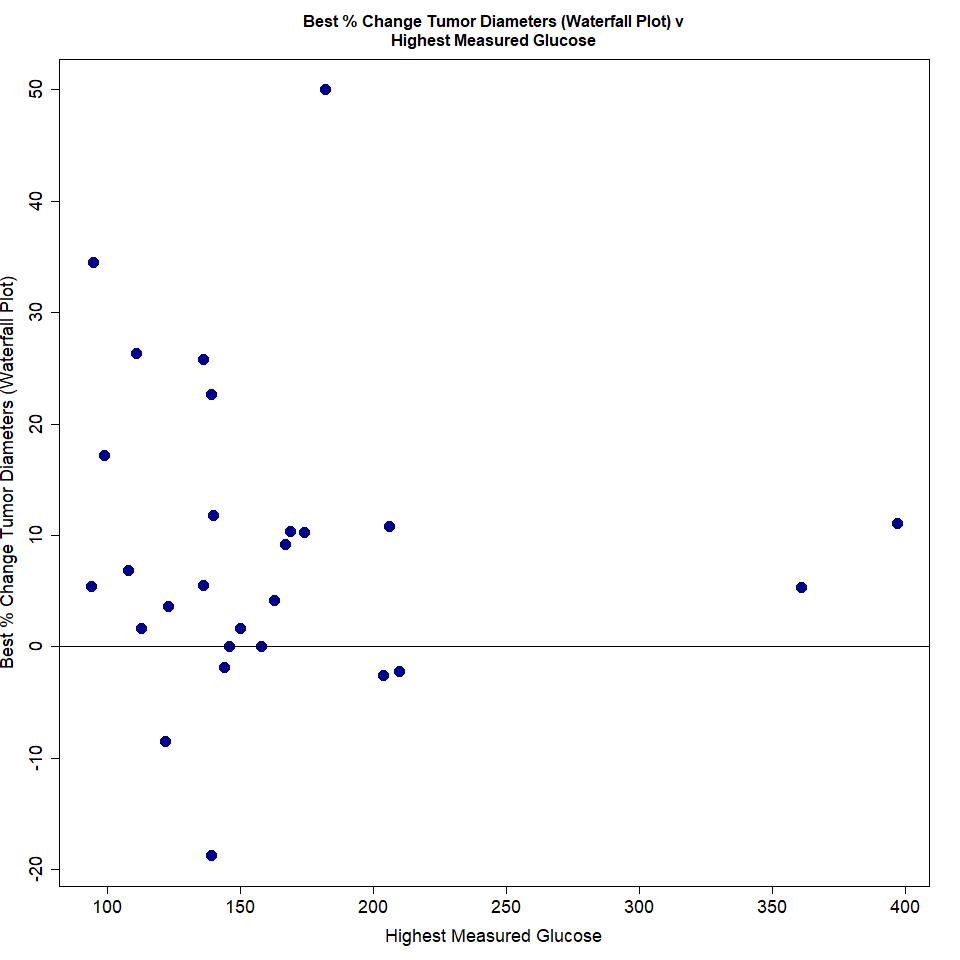 Best % Change Tumor Diameters (Waterfall Plot) v
Highest Measured Glucose
Best % Change Tumor Diameters (Waterfall Plot)
50
40
30
20
10
0
-10
-20
100 150 200 250 300 350 400
Highest Measured Glucose